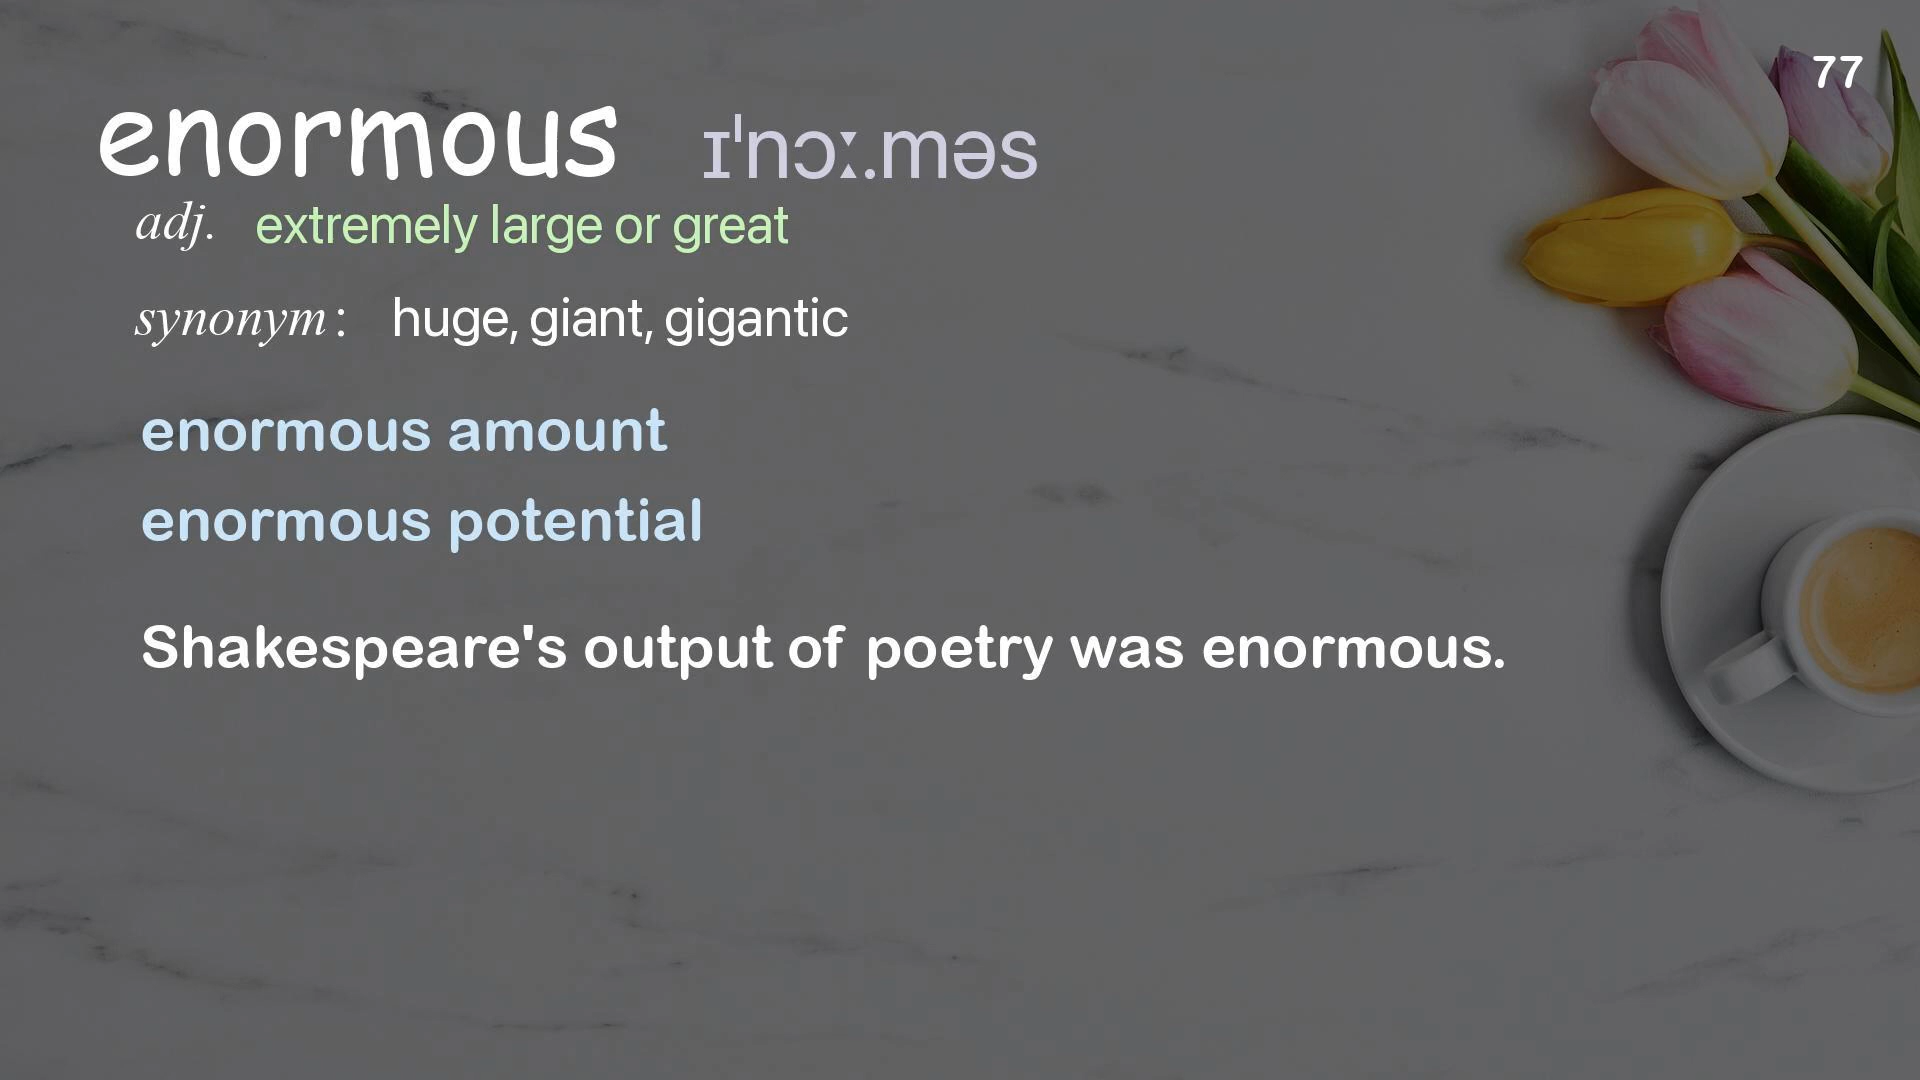 77
enormous ɪˈnɔː.məs
adj. extremely large or great
synonym: huge, giant, gigantic
enormous amount
enormous potential
Shakespeare's output of poetry was enormous.